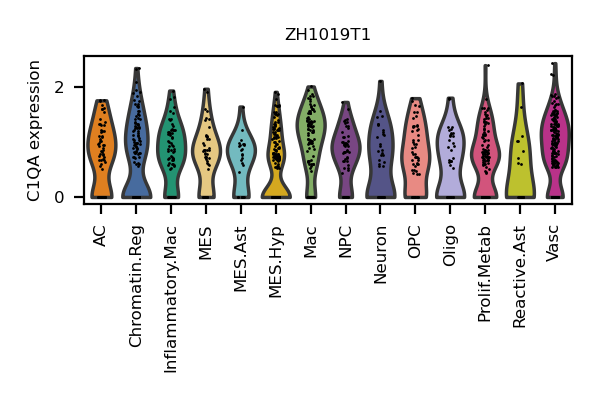 ZH1019T1
C1QA expression
2
0
AC
Chromatin.Reg
Inflammatory.Mac
MES
MES.Ast
MES.Hyp
Mac
NPC
Neuron
OPC
Oligo
Prolif.Metab
Reactive.Ast
Vasc